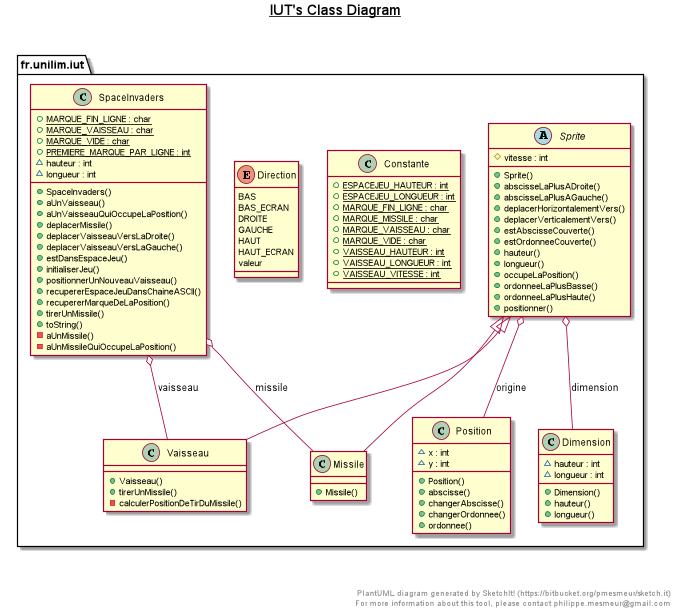 IUT's Class Diagram
fr.unilim.iut
C SpaceInvaders
MARQUE_FIN_LIGNE : char
MARQUE_VAISSEAU : char
MARQUE_VIDE : char
PREMIERE_MARQUE_PAR_LIGNE : int
hauteur : int
longueur : int
SpaceInvaders()
aUnVaisseau()
aUnVaisseauQuiOccupeLaPosition()
deplacerMissile()
deplacerVaisseauVersLaDroite()
deplacerVaisseauVersLaGauche()
estDansEspaceJeu()
initialiserJeu()
positionnerUnNouveauVaisseau()
recupererEspaceJeuDansChaineASCII()
recupererMarqueDeLaPosition()
tirerUnMissile()
toString()
aUnMissile()
aUnMissileQuiOccupeLaPosition()
E Direction
BAS
BAS_ECRAN
DROITE
GAUCHE
HAUT
HAUT_ECRAN
valeur
C Constante
ESPACEJEU_HAUTEUR : int
ESPACEJEU_LONGUEUR : int
MARQUE_FIN_LIGNE : char
MARQUE_MISSILE : char
MARQUE_VAISSEAU : char
MARQUE_VIDE : char
VAISSEAU_HAUTEUR : int
VAISSEAU_LONGUEUR : int
VAISSEAU_VITESSE : int
A Sprite
vitesse : int
Sprite()
abscisseLaPlusADroite()
abscisseLaPlusAGauche()
deplacerHorizontalementVers()
deplacerVerticalementVers()
estAbscisseCouverte()
estOrdonneeCouverte()
hauteur()
longueur()
occupeLaPosition()
ordonneeLaPlusBasse()
ordonneeLaPlusHaute()
positionner()
vaisseau
missile
origine
dimension
C Vaisseau
Vaisseau()
tirerUnMissile()
calculerPositionDeTirDuMissile()
C Missile
Missile()
C Position
x : int
y : int
Position()
abscisse()
changerAbscisse()
changerOrdonnee()
ordonnee()
C Dimension
hauteur : int
longueur : int
Dimension()
hauteur()
longueur()
PlantUML diagram generated by SketchIt! (https://bitbucket.org/pmesmeur/sketch.it)
For more information about this tool, please contact philippe.mesmeur@gmail.com